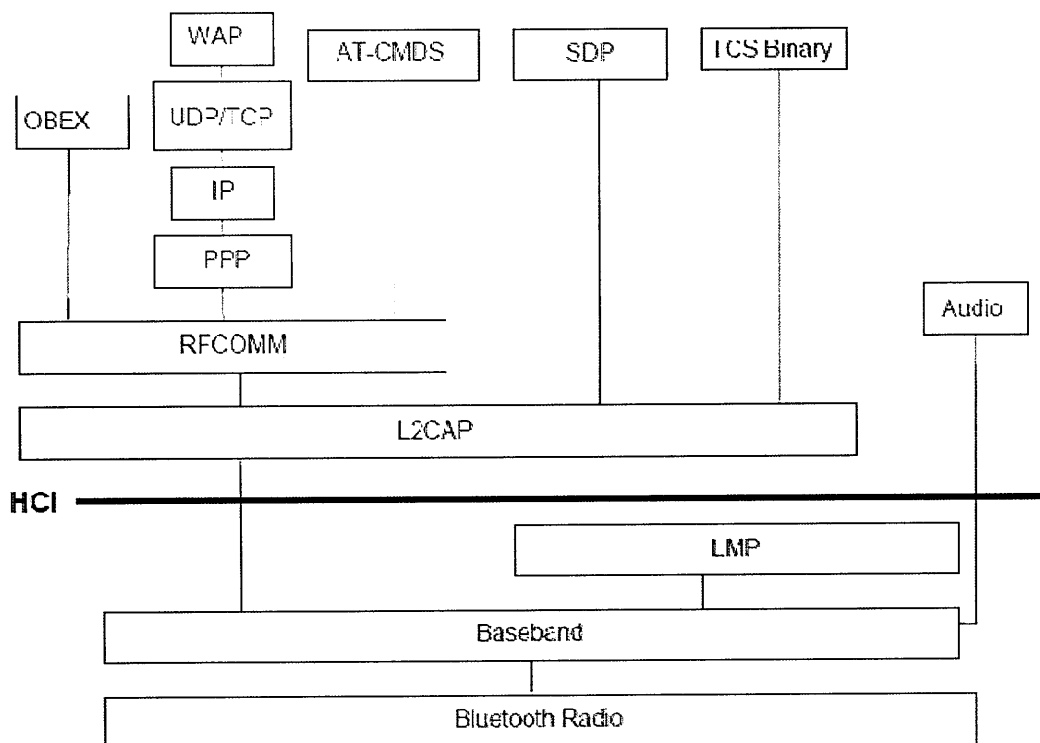 WAP
AT-CMDS
SDP
TCS Binary
OBEX
UDP/TCP
IP
PPP
Audio
RFCOMM
L2CAP
HCI
LMP
Baseband
Bluetooth Radio